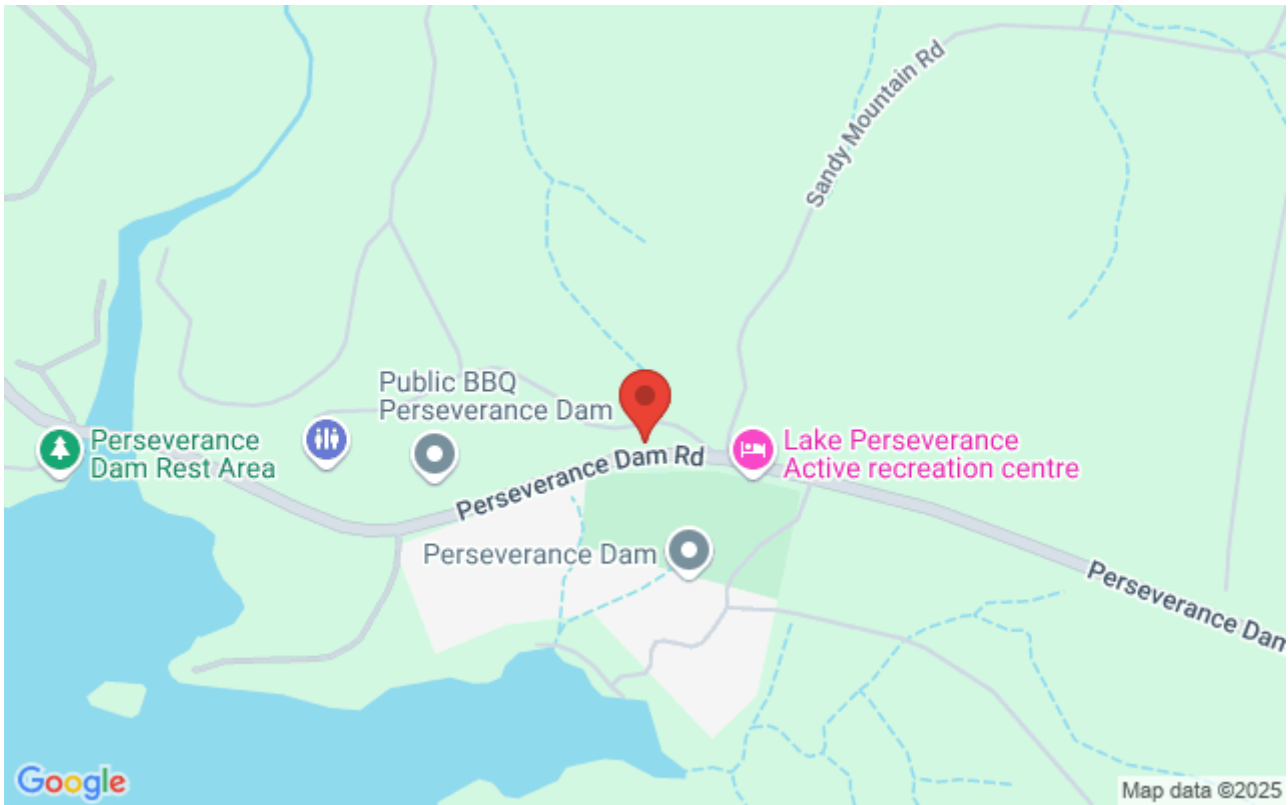 Sandy Mountain Rd
Public BBQ
Perseverance Dam
Perseverance
Dam Rest Area
Perseverance Dam Rd
Lake Perseverance
Active recreation centre
Perseverance Dam
Perseverance Dam
Google
Map data ©2025